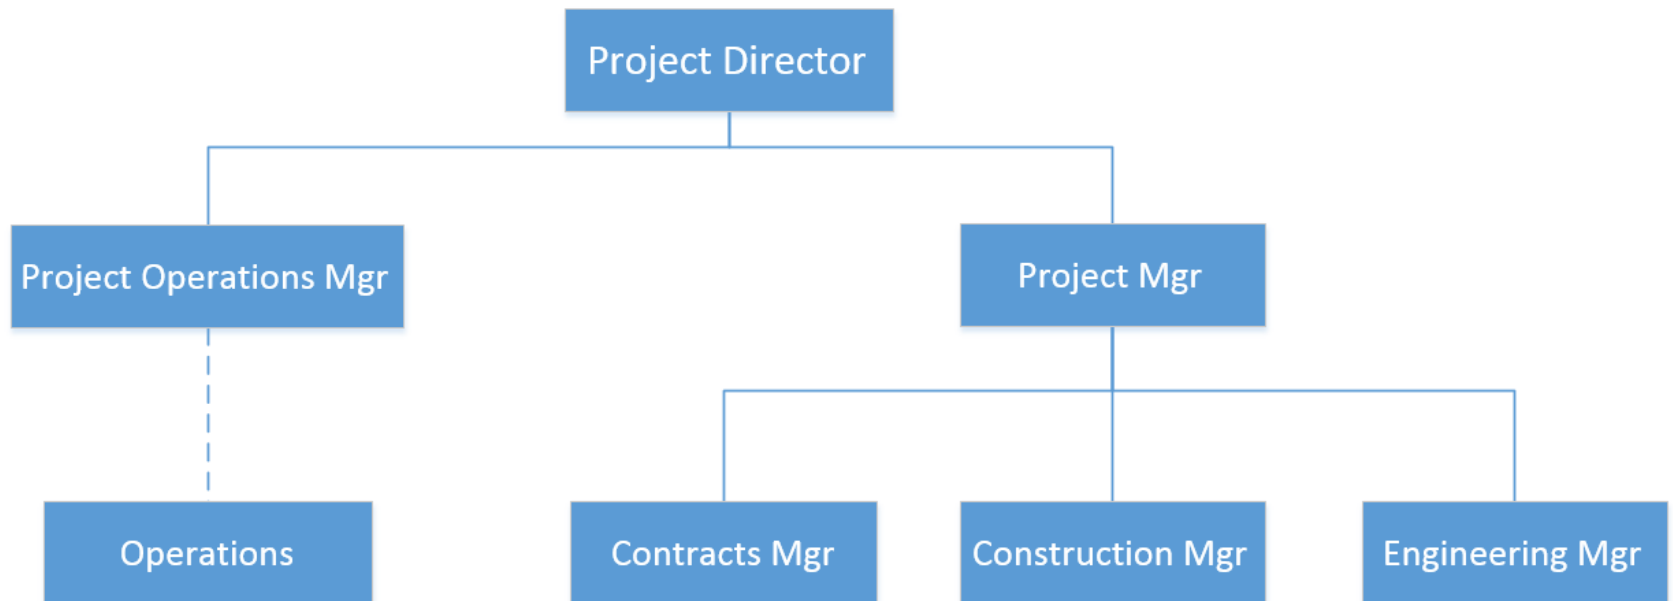 Project Director
Project Operations Mgr
Project Mgr
Operations
Contracts Mgr
Construction Mgr
Engineering Mgr